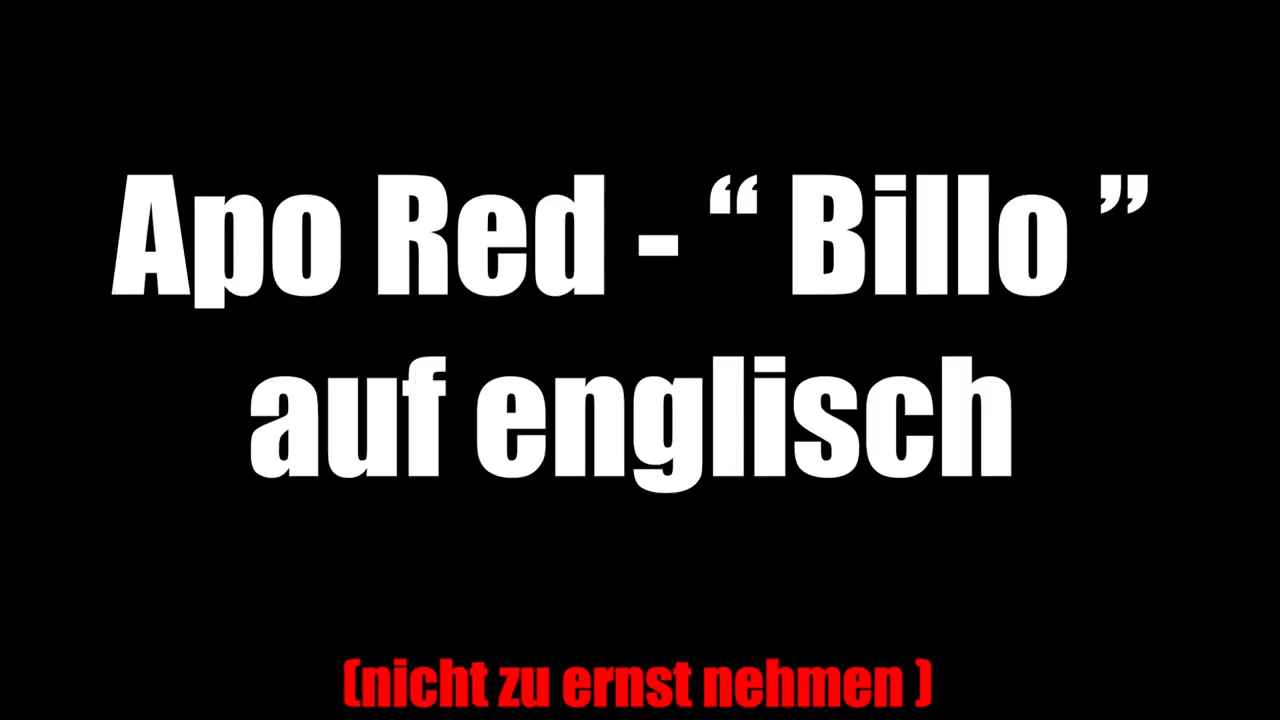 Apo Red - “ Billo ”
auf englisch
(nicht zu ernst nehmen )